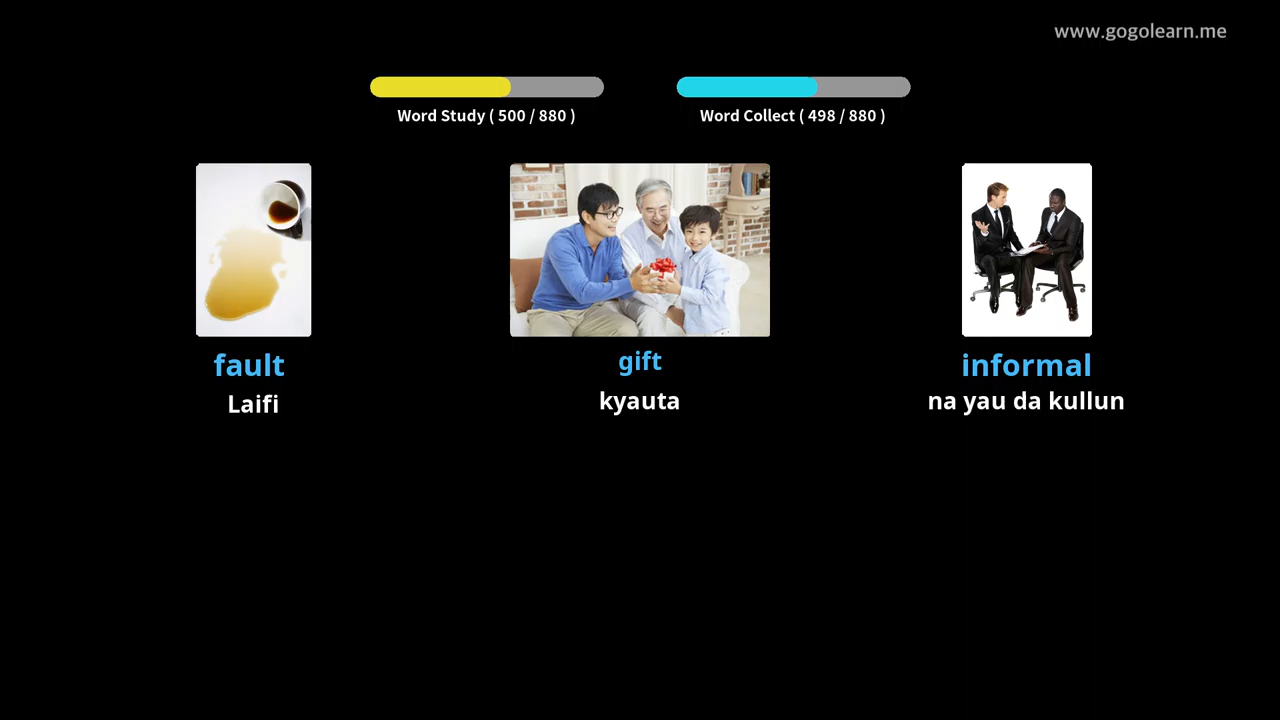 www.gogolearn.me
Word Study ( 500 / 880 )
Word Collect ( 498 / 880 )
fault
gift
informal
Laifi
kyauta
na yau da kullun